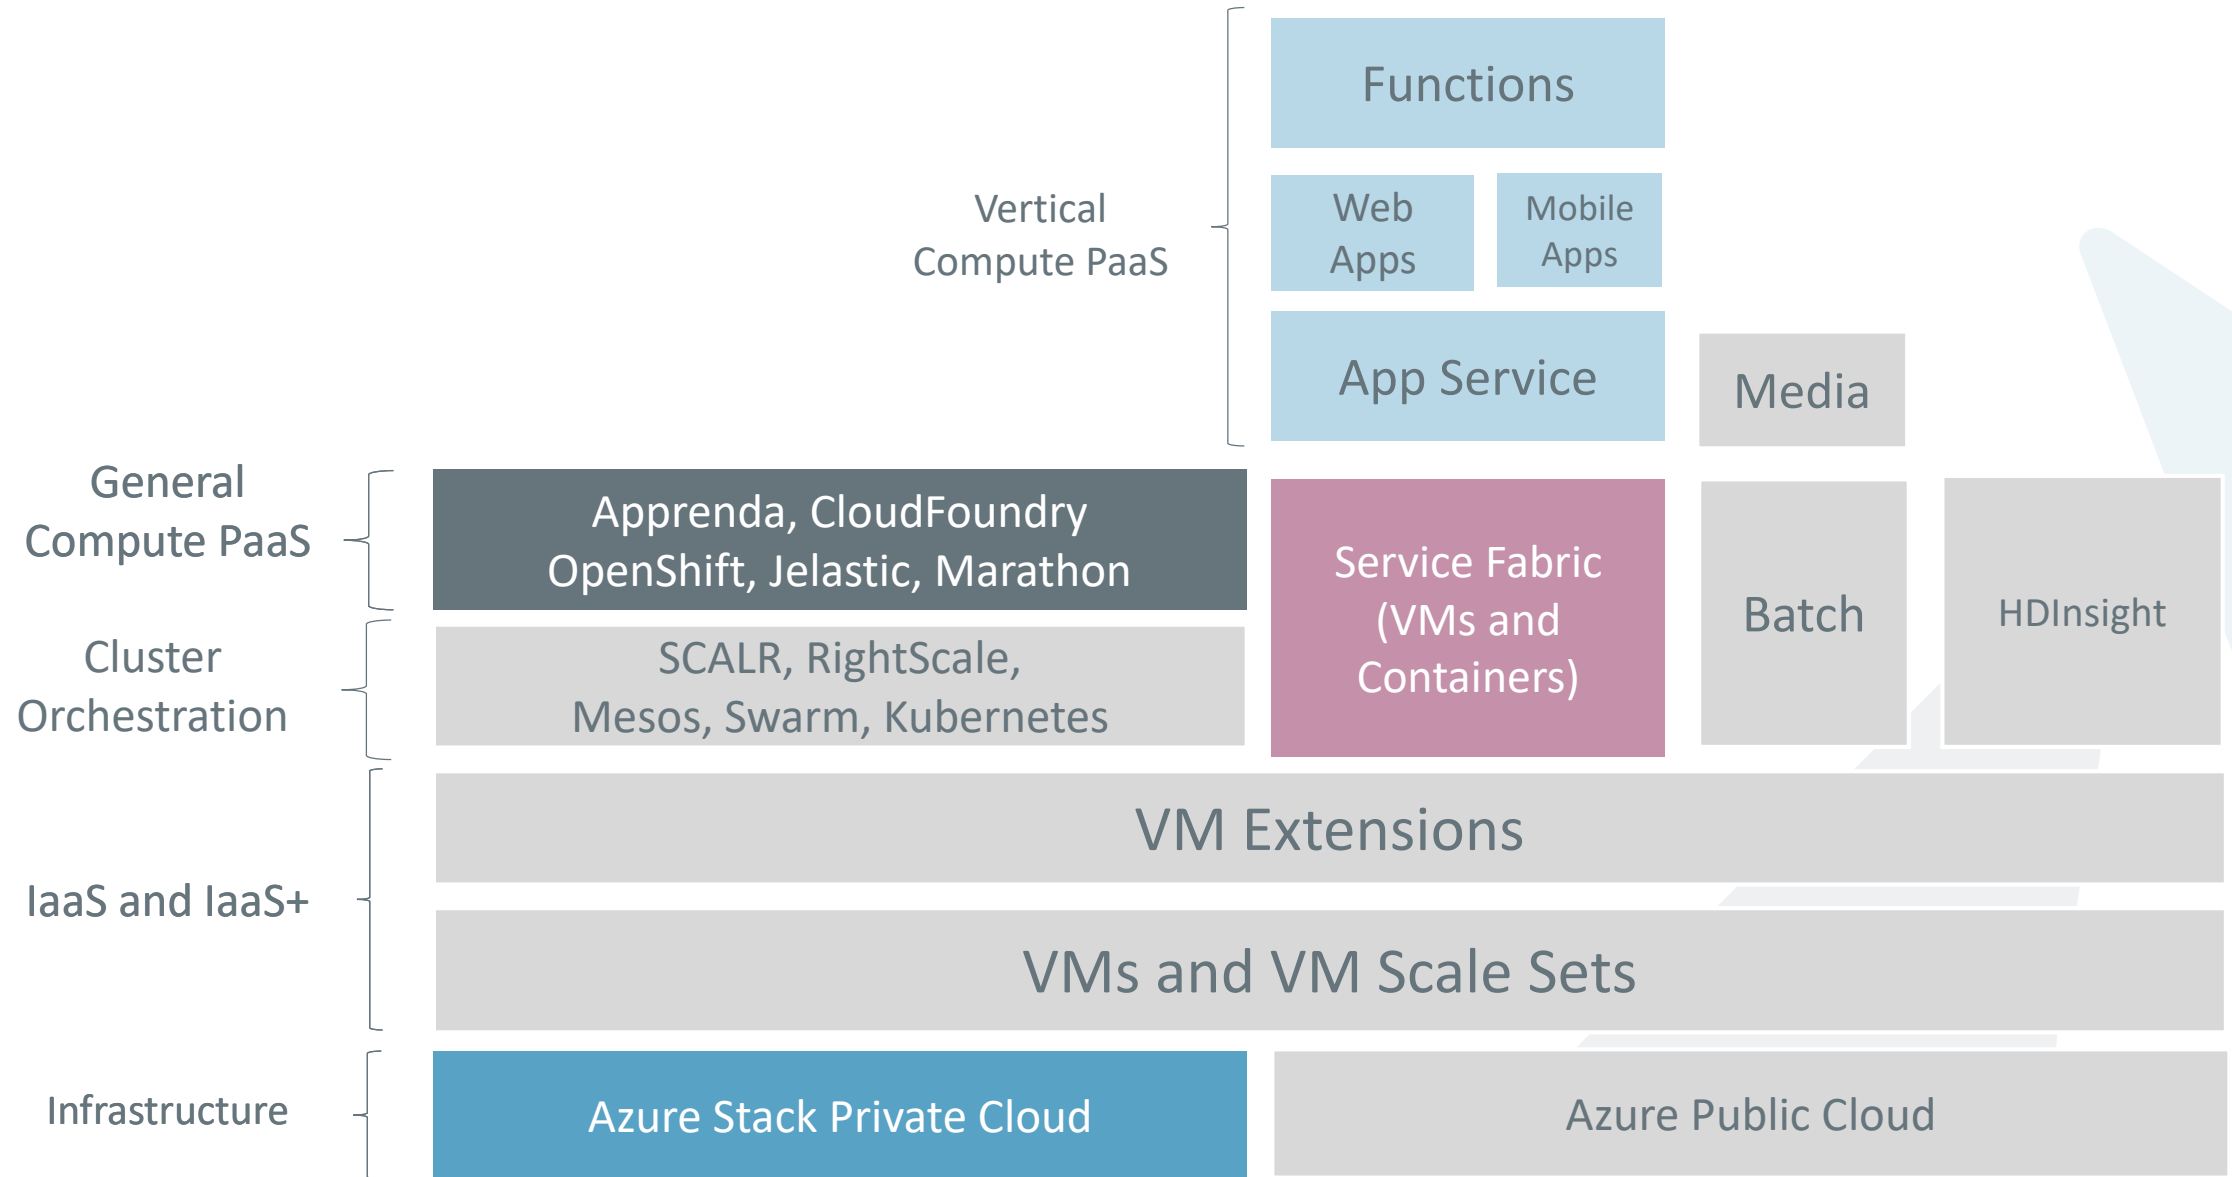 Functions
Vertical
Compute PaaS
Web
Apps
Mobile
Apps
App Service
Media
General
Compute PaaS
Apprenda, CloudFoundry
OpenShift, Jelastic, Marathon
Service Fabric
(VMs and
Containers)
Batch
HDInsight
Cluster
Orchestration
SCALR, RightScale,
Mesos, Swarm, Kubernetes
IaaS and IaaS+
VM Extensions
VMs and VM Scale Sets
Infrastructure
Azure Stack Private Cloud
Azure Public Cloud